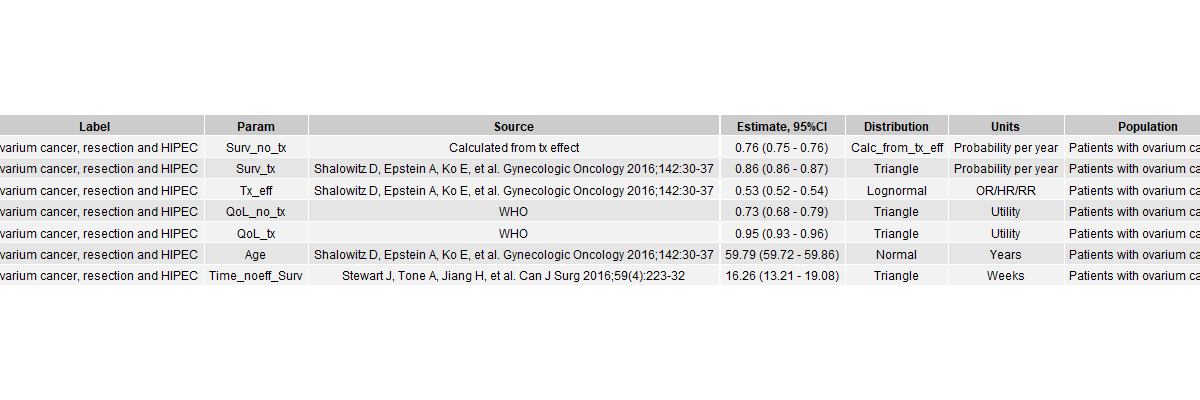 Label Param Source Estimate, 95%CI Distribution Units Population
varium cancer, resection and HIPEC Surv_no_tx Calculated from tx effect 0.76 (0.75 - 0.76) Calc_from_tx_eff Probability per year Patients with ovarium ca
varium cancer, resection and HIPEC Surv_tx Shalowitz D, Epstein A, Ko E, et al. Gynecologic Oncology 2016;142:30-37 0.86 (0.86 - 0.87) Triangle Probability per year Patients with ovarium ca
varium cancer, resection and HIPEC Tx_eff Shalowitz D, Epstein A, Ko E, et al. Gynecologic Oncology 2016;142:30-37 0.53 (0.52 - 0.54) Lognormal OR/HR/RR Patients with ovarium ca
varium cancer, resection and HIPEC QoL_no_tx WHO 0.73 (0.68 - 0.79) Triangle Utility Patients with ovarium ca
varium cancer, resection and HIPEC QoL_tx WHO 0.95 (0.93 - 0.96) Triangle Utility Patients with ovarium ca
varium cancer, resection and HIPEC Age Shalowitz D, Epstein A, Ko E, et al. Gynecologic Oncology 2016;142:30-37 59.79 (59.72 - 59.86) Normal Years Patients with ovarium ca
varium cancer, resection and HIPEC Time_noeff_Surv Stewart J, Tone A, Jiang H, et al. Can J Surg 2016;59(4):223-32 16.26 (13.21 - 19.08) Triangle Weeks Patients with ovarium ca